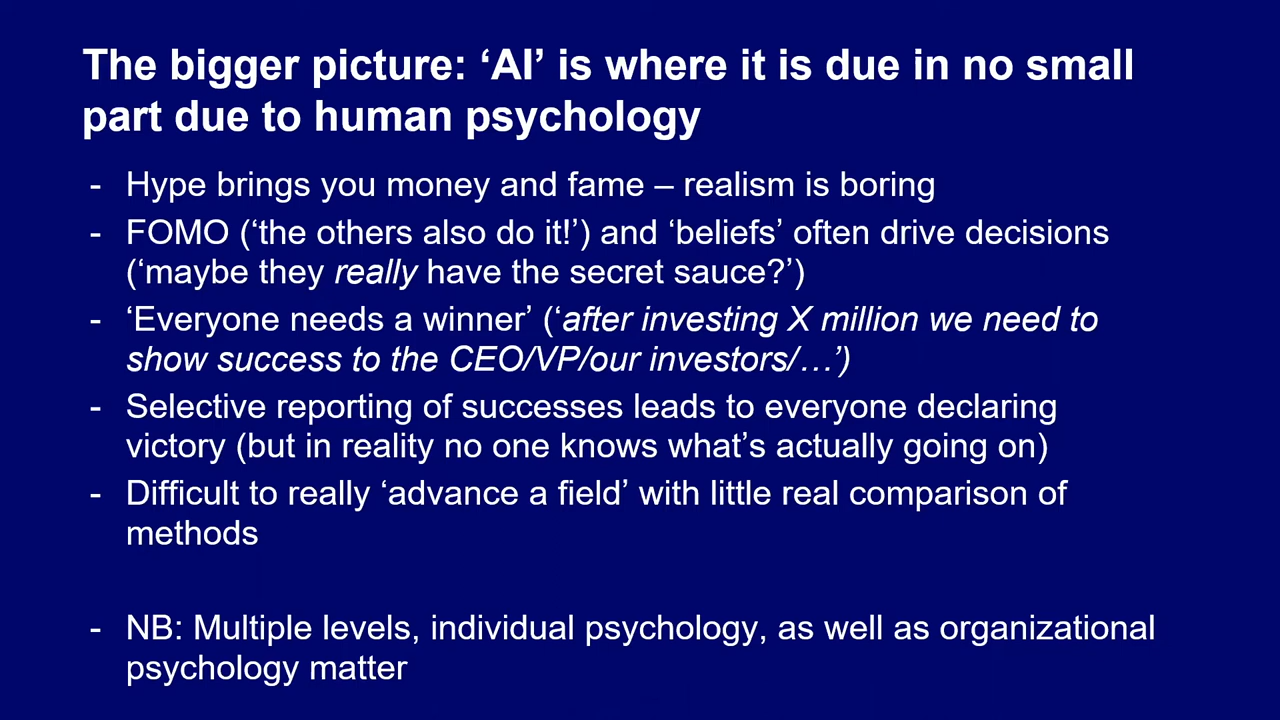 The bigger picture: ‘AI’ is where it is due in no small
part due to human psychology
- Hype brings you money and fame – realism is boring
- FOMO (‘the others also do it!’) and ‘beliefs’ often drive decisions
(‘maybe they really have the secret sauce?’)
- ‘Everyone needs a winner’ (‘after investing X million we need to
show success to the CEO/VP/our investors/…’)
- Selective reporting of successes leads to everyone declaring
victory (but in reality no one knows what’s actually going on)
- Difficult to really ‘advance a field’ with little real comparison of
methods
- NB: Multiple levels, individual psychology, as well as organizational
psychology matter